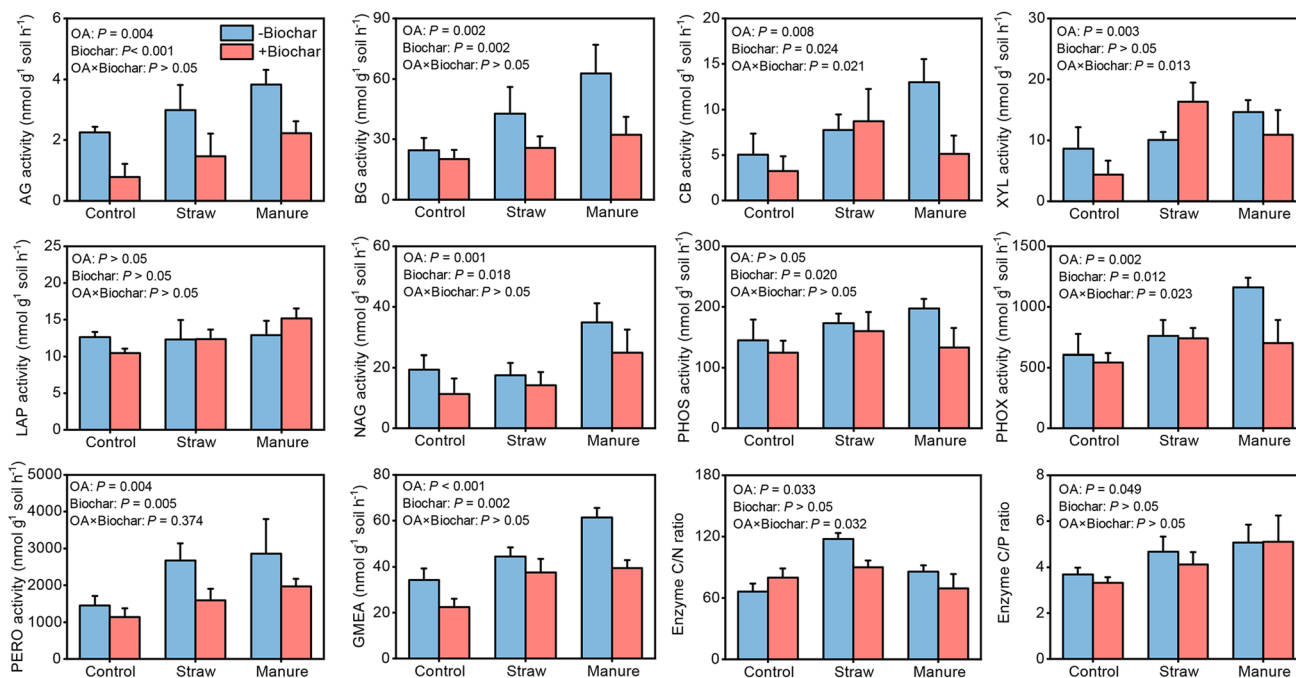 AG activity (nmol g⁻¹ soil h⁻¹)
6
4
2
0
OA: P = 0.004
Biochar: P< 0.001
OA×Biochar: P > 0.05
-Biochar
+Biochar
Control Straw Manure
BG activity (nmol g⁻¹ soil h⁻¹)
90
60
30
0
OA: P = 0.002
Biochar: P = 0.002
OA×Biochar: P > 0.05
Control Straw Manure
CB activity (nmol g⁻¹ soil h⁻¹)
20
15
10
5
0
OA: P = 0.008
Biochar: P = 0.024
OA×Biochar: P = 0.021
Control Straw Manure
XYL activity (nmol g⁻¹ soil h⁻¹)
30
20
10
0
OA: P = 0.003
Biochar: P > 0.05
OA×Biochar: P = 0.013
Control Straw Manure
LAP activity (nmol g¹ soil h⁻¹)
25
20
15
10
5
0
OA: P > 0.05
Biochar: P > 0.05
OA×Biochar: P > 0.05
Control Straw Manure
NAG activity (nmol g¹ soil h⁻¹)
60
40
20
0
OA: P = 0.001
Biochar: P = 0.018
OA×Biochar: P > 0.05
Control Straw Manure
PHOS activity (nmol g¹ soil h⁻¹)
300
200
100
0
OA: P > 0.05
Biochar: P = 0.020
OA×Biochar: P > 0.05
Control Straw Manure
PHOX activity (nmol g¹ soil h⁻¹)
1500
1000
500
0
OA: P = 0.002
Biochar: P = 0.012
OA×Biochar: P = 0.023
Control Straw Manure
PERO activity (nmol g¹ soil h⁻¹)
5000
4000
3000
2000
1000
0
OA: P = 0.004
Biochar: P = 0.005
OA×Biochar: P = 0.374
Control Straw Manure
GMEA (nmol g¹ soil h⁻¹)
80
60
40
20
0
OA: P < 0.001
Biochar: P = 0.002
OA×Biochar: P > 0.05
Control Straw Manure
Enzyme C/N ratio
180
120
60
0
OA: P = 0.033
Biochar: P > 0.05
OA×Biochar: P = 0.032
Control Straw Manure
Enzyme C/P ratio
8
6
4
2
0
OA: P = 0.049
Biochar: P > 0.05
OA×Biochar: P > 0.05
Control Straw Manure